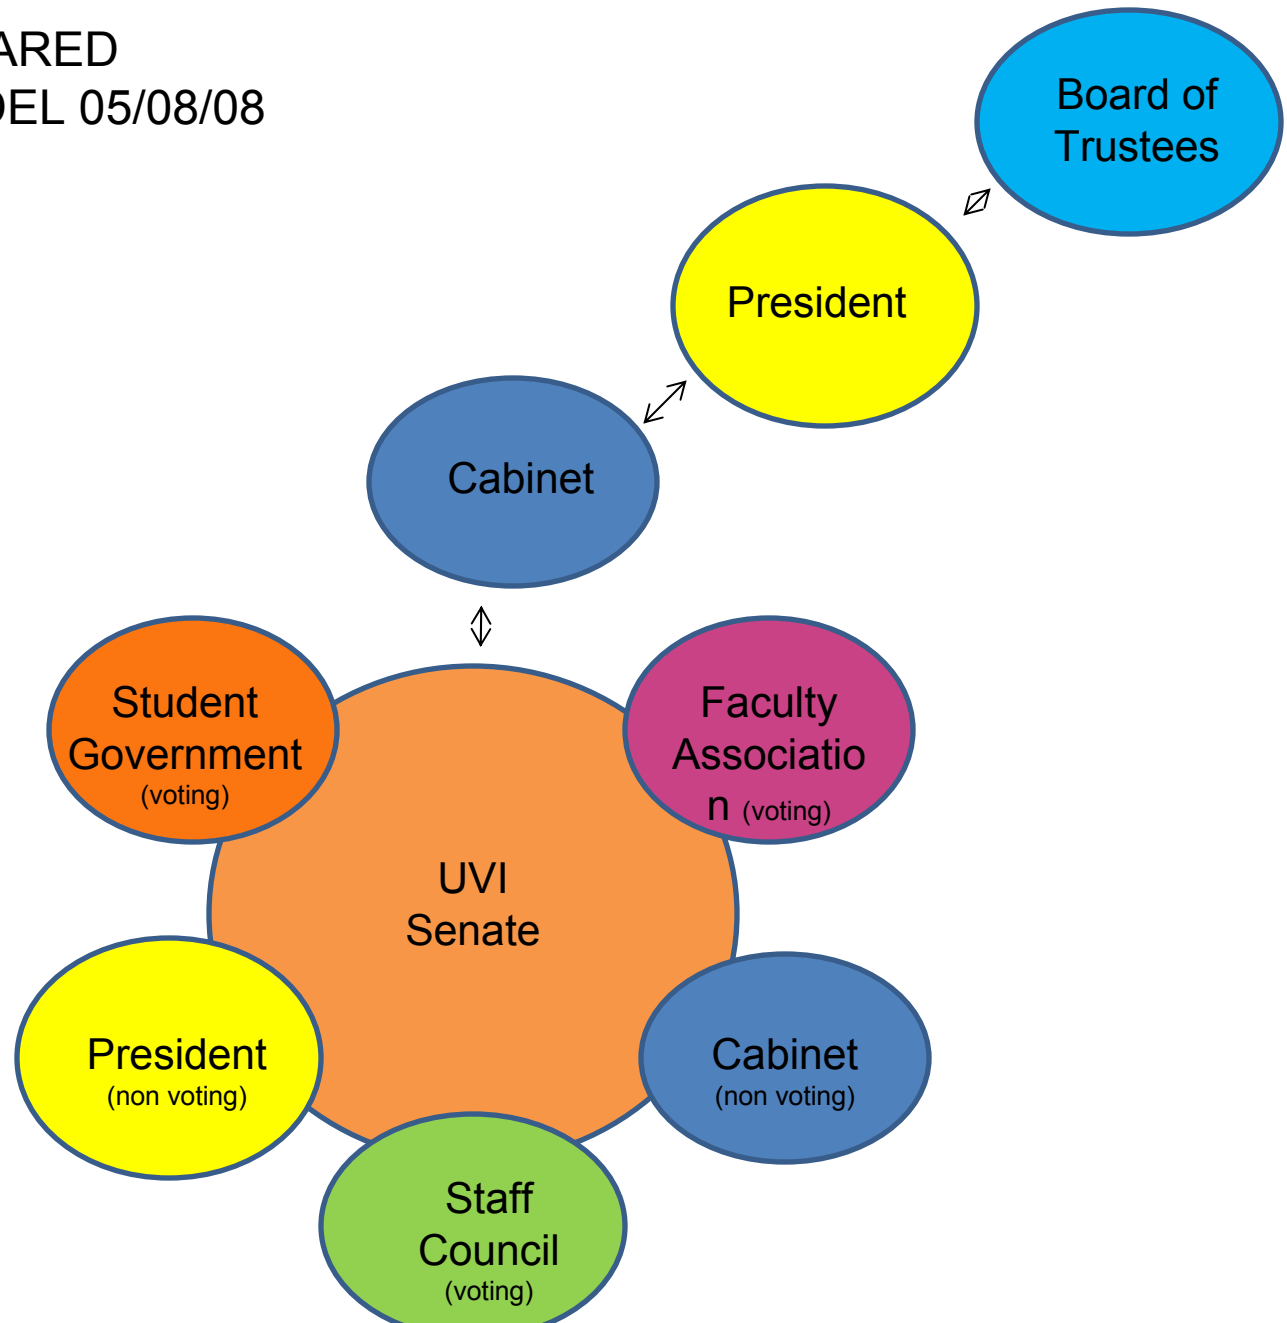 ARED
DEL 05/08/08
Board of
Trustees
President
Cabinet
Student
Government
(voting)
Faculty
Associatio
n (voting)
UVI
Senate
President
(non voting)
Cabinet
(non voting)
Staff
Council
(voting)